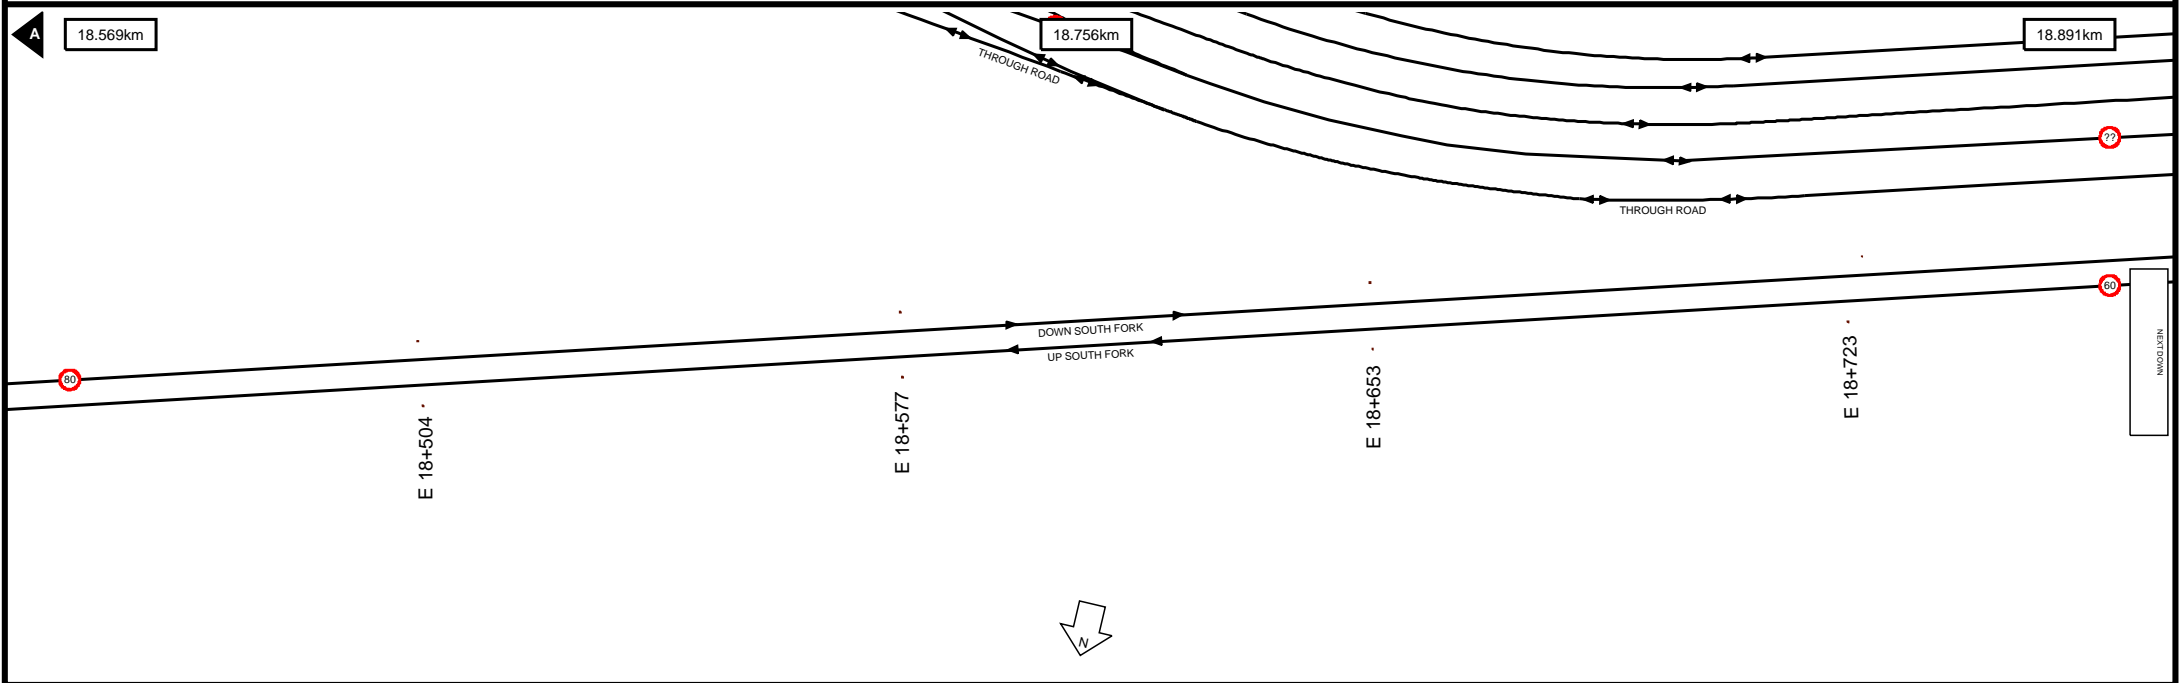 A
18.569km
18.756km
18.891km
THROUGH ROAD
??
THROUGH ROAD
60
DOWN SOUTH FORK
UP SOUTH FORK
80
NEXT DOWN
E 18+504
E 18+577
E 18+653
E 18+723
N